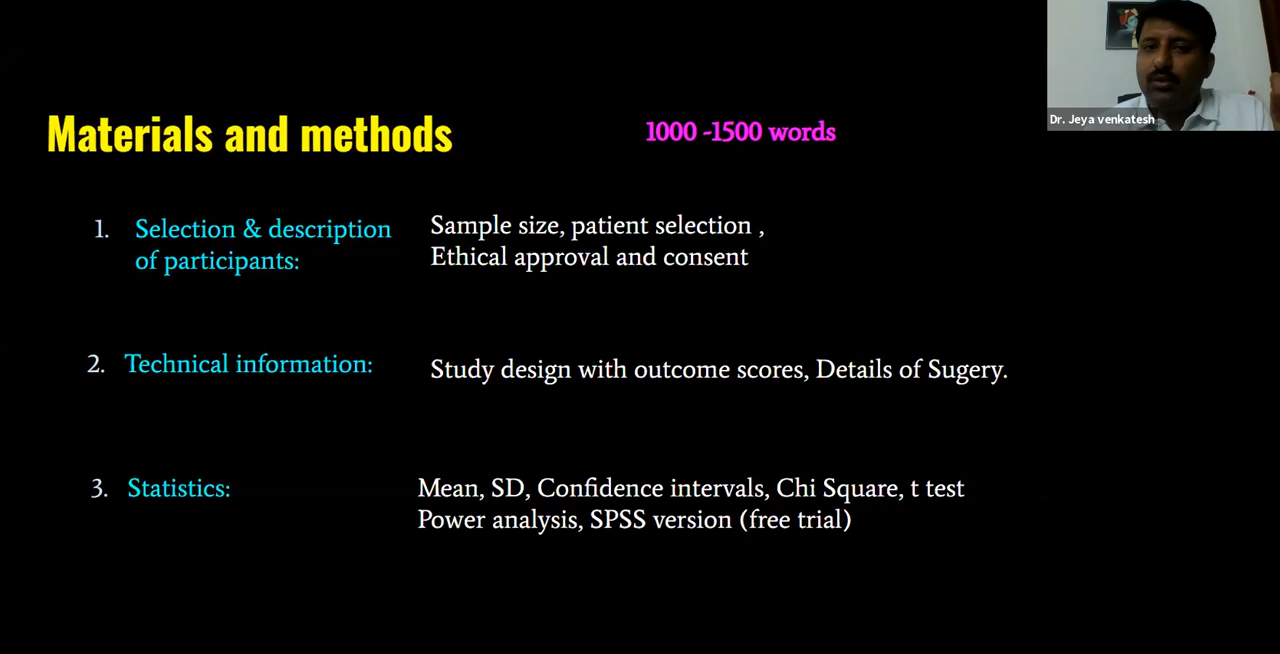 Dr. Jeya venkatesh
Materials and methods
1000 -1500 words
1. Selection & description
of participants:
Sample size, patient selection ,
Ethical approval and consent
2. Technical information:
Study design with outcome scores, Details of Sugery.
3. Statistics:
Mean, SD, Confidence intervals, Chi Square, t test
Power analysis, SPSS version (free trial)